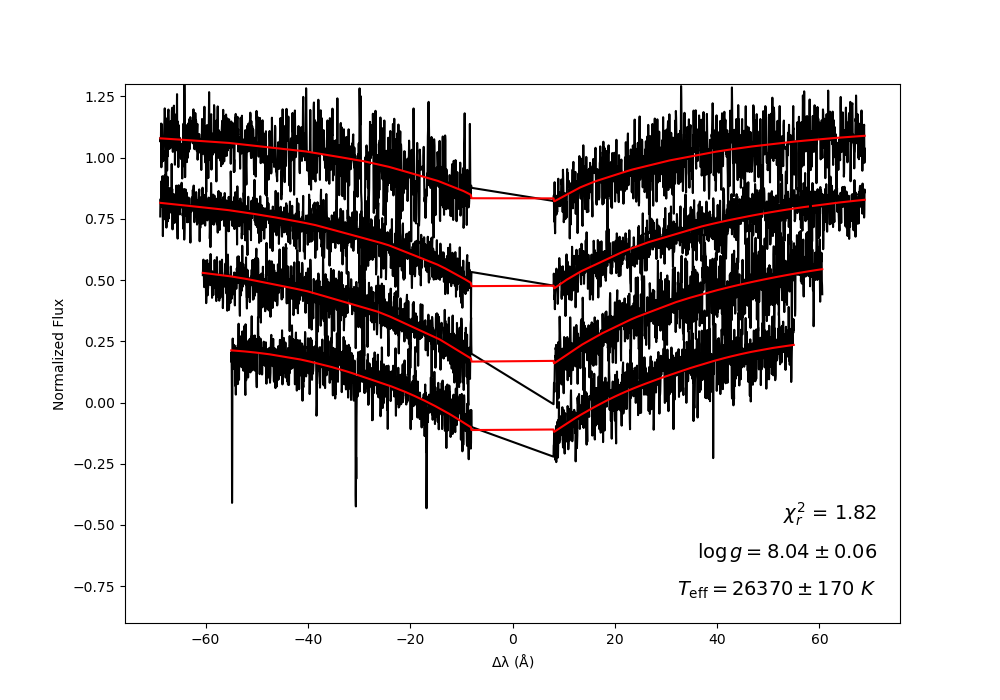 1.25
1.00
0.75
0.50
0.25
0.00
−0.25
−0.50
−0.75
Normalized Flux
χ²ᵣ = 1.82
log g = 8.04 ± 0.06
T_eff = 26370 ± 170 K
−60 −40 −20 0 20 40 60
Δλ (Å)